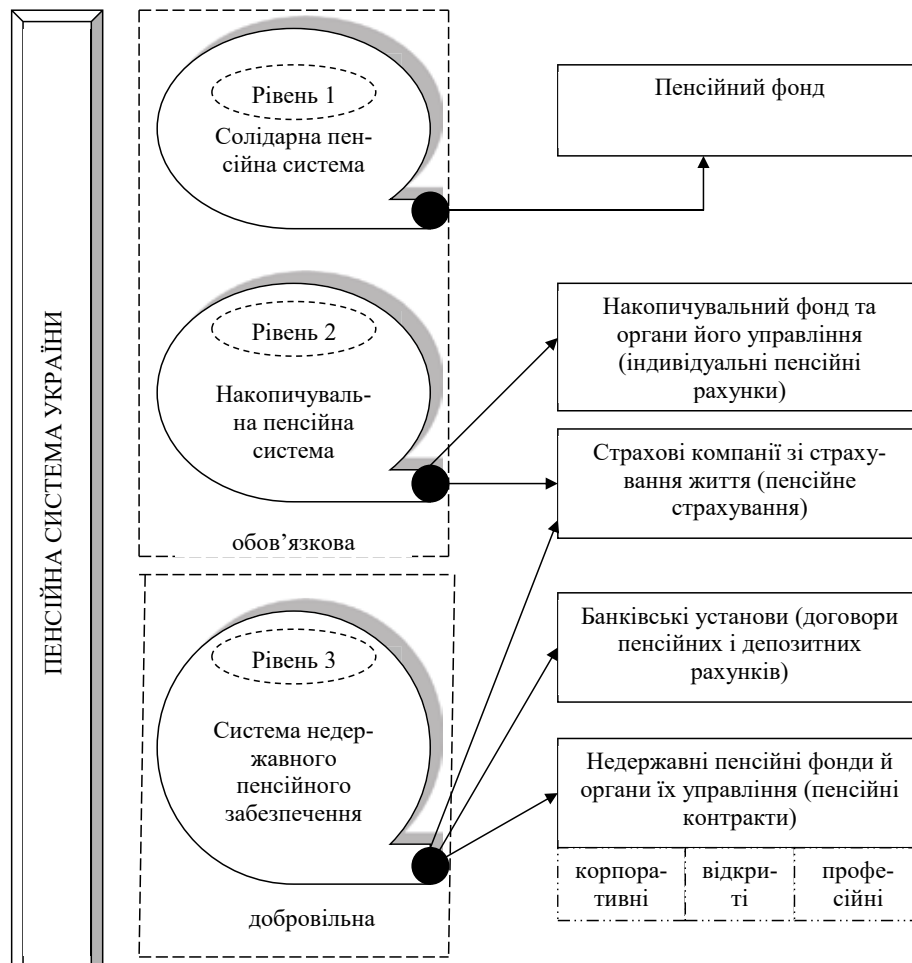 ПЕНСІЙНА СИСТЕМА УКРАЇНИ
Рівень 1
Солідарна пен-
сійна система
Пенсійний фонд
Рівень 2
Накопичуваль-
на пенсійна
система
обов’язкова
Накопичувальний фонд та
органи його управління
(індивідуальні пенсійні
рахунки)
Страхові компанії зі страху-
вання життя (пенсійне
страхування)
Рівень 3
Система недер-
жавного
пенсійного
забезпечення
добровільна
Банківські установи (договори
пенсійних і депозитних
рахунків)
Недержавні пенсійні фонди й
органи їх управління (пенсійні
контракти)
корпора-
тивні
відкри-
ті
профе-
сійні